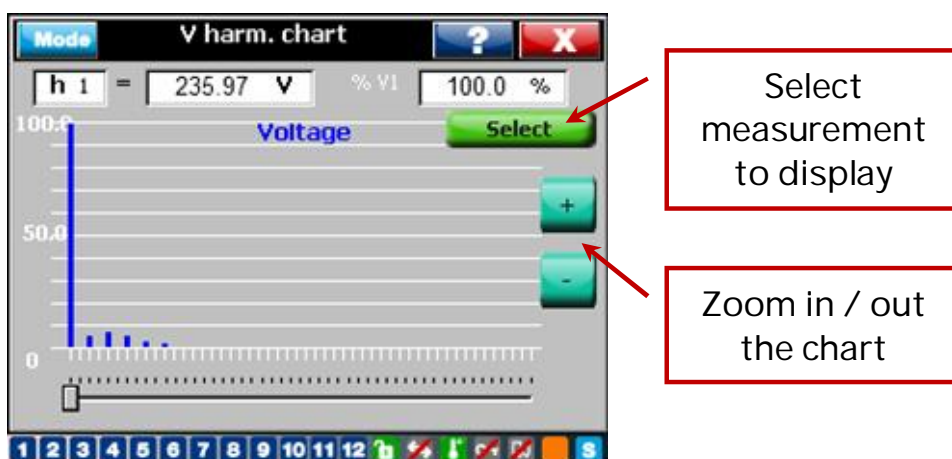 Mode V harm. chart ? X
h 1 = 235.97 V % V1 100.0 %
100.0 Voltage Select
+
50.0
-
0
1 2 3 4 5 6 7 8 9 10 11 12 S
Select
measurement
to display
Zoom in / out
the chart